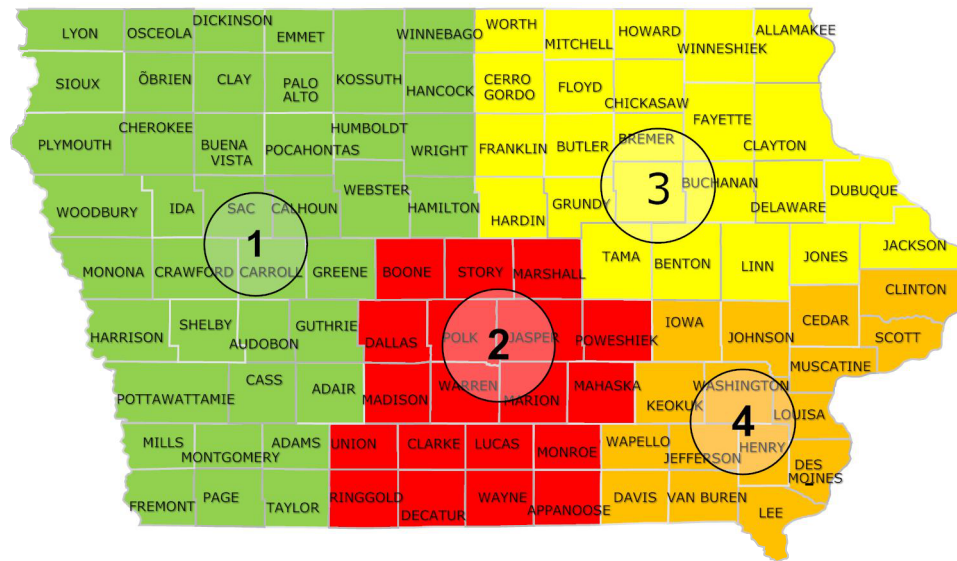 LYON
OSCEOLA
DICKINSON
EMMET
WINNEBAGO
WORTH
MITCHELL
HOWARD
WINNESHIEK
ALLAMAKEE
SIOUX
ÕBRIEN
CLAY
PALO
ALTO
KOSSUTH
HANCOCK
CERRO
GORDO
FLOYD
CHICKASAW
FAYETTE
CLAYTON
PLYMOUTH
CHEROKEE
BUENA
VISTA
POCAHONTAS
HUMBOLDT
WRIGHT
FRANKLIN
BUTLER
BREMER
WOODBURY
IDA
SAC
CALHOUN
WEBSTER
HAMILTON
HARDIN
GRUNDY
3
BUCHANAN
DELAWARE
DUBUQUE
1
MONONA
CRAWFORD
CARROLL
GREENE
BOONE
STORY
MARSHALL
TAMA
BENTON
LINN
JONES
JACKSON
CLINTON
HARRISON
SHELBY
AUDOBON
GUTHRIE
DALLAS
POLK
JASPER
2
POWESHIEK
IOWA
JOHNSON
CEDAR
SCOTT
MUSCATINE
POTTAWATTAMIE
CASS
ADAIR
MADISON
WARREN
MARION
MAHASKA
KEOKUK
WASHINGTON
LOUISA
4
MILLS
MONTGOMERY
ADAMS
UNION
CLARKE
LUCAS
MONROE
WAPELLO
JEFFERSON
HENRY
DES
MOINES
FREMONT
PAGE
TAYLOR
RINGGOLD
DECATUR
WAYNE
APPANOOSE
DAVIS
VAN BUREN
LEE